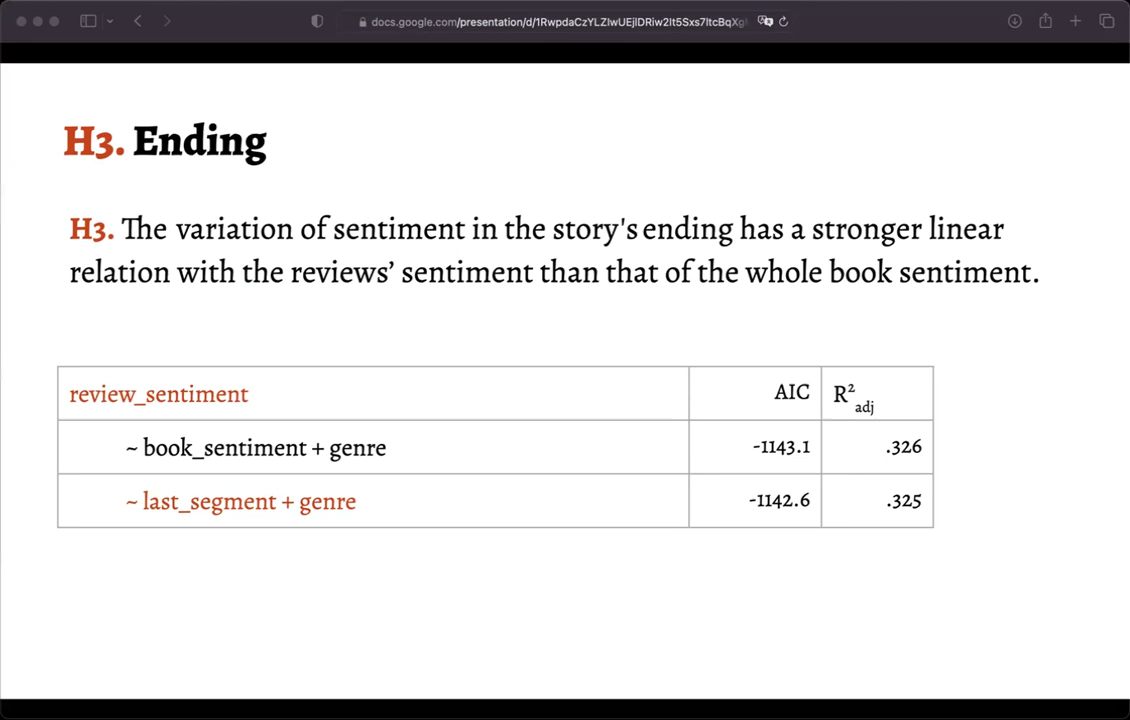 docs.google.com/presentation/d/1RwpdaCzYLZlwUEjlDRiw2It5Sxs7ltcBqXg
H3. Ending
H3. The variation of sentiment in the story's ending has a stronger linear
relation with the reviews’ sentiment than that of the whole book sentiment.
review_sentiment AIC R²adj
~ book_sentiment + genre -1143.1 .326
~ last_segment + genre -1142.6 .325